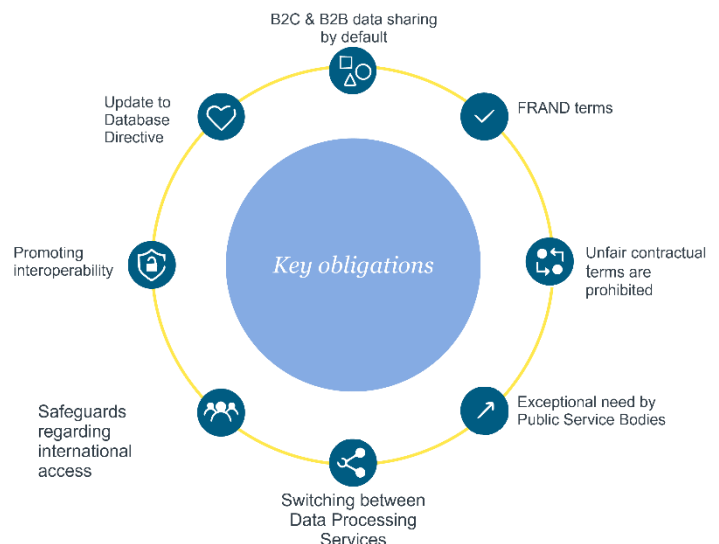 B2C & B2B data sharing
by default
FRAND terms
Unfair contractual
terms are
prohibited
Exceptional need by
Public Service Bodies
Switching between
Data Processing
Services
Safeguards
regarding
international
access
Promoting
interoperability
Update to
Database
Directive
Key obligations